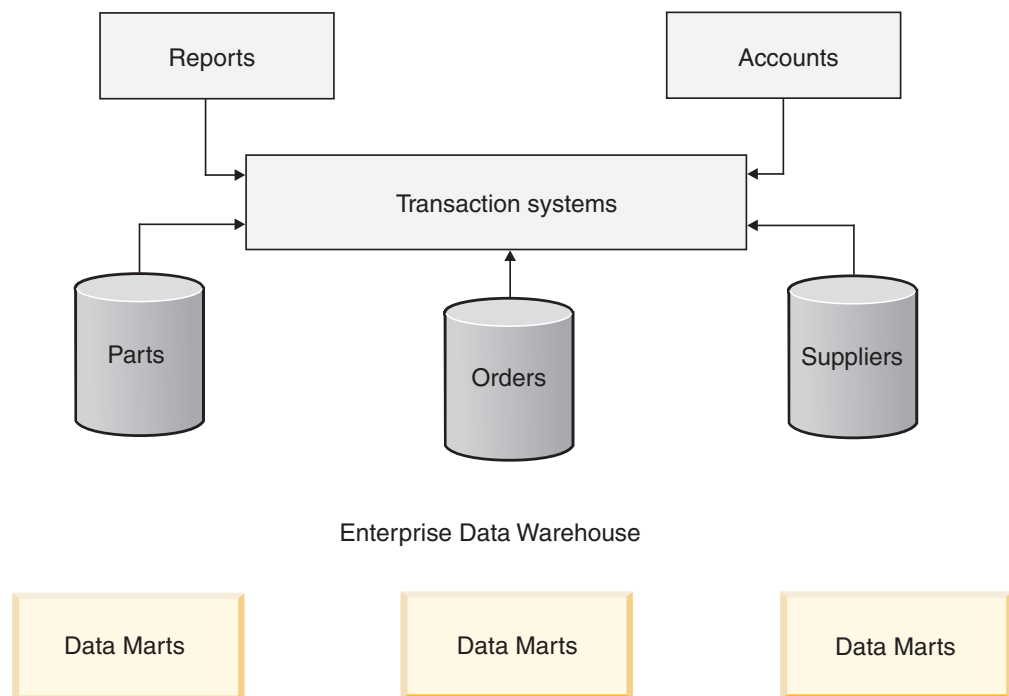 Reports
Accounts
Transaction systems
Parts
Orders
Suppliers
Enterprise Data Warehouse
Data Marts
Data Marts
Data Marts